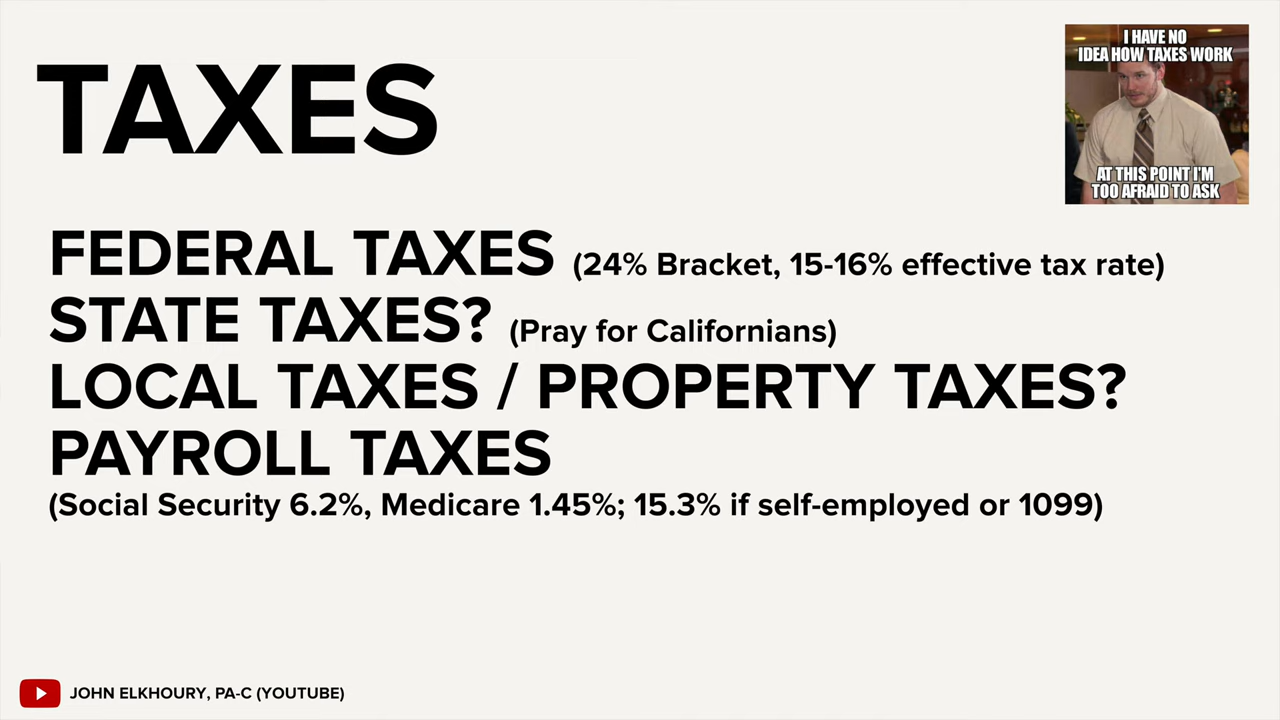 TAXES
I HAVE NO
IDEA HOW TAXES WORK
AT THIS POINT I'M
TOO AFRAID TO ASK
FEDERAL TAXES (24% Bracket, 15-16% effective tax rate)
STATE TAXES? (Pray for Californians)
LOCAL TAXES / PROPERTY TAXES?
PAYROLL TAXES
(Social Security 6.2%, Medicare 1.45%; 15.3% if self-employed or 1099)
JOHN ELKHOURY, PA-C (YOUTUBE)